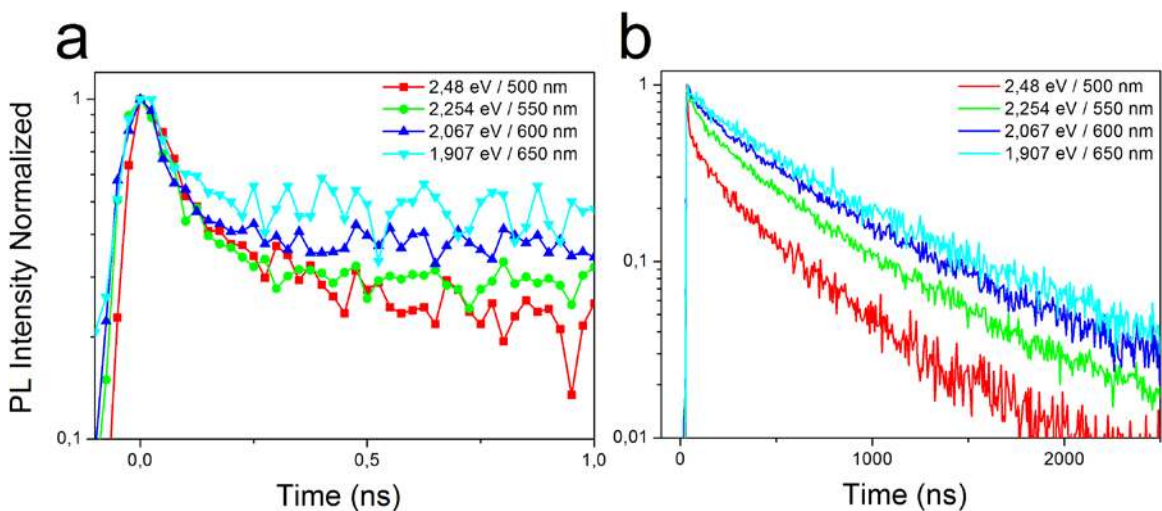 a
b
2,48 eV / 500 nm
2,254 eV / 550 nm
2,067 eV / 600 nm
1,907 eV / 650 nm
2,48 eV / 500 nm
2,254 eV / 550 nm
2,067 eV / 600 nm
1,907 eV / 650 nm
PL Intensity Normalized
1
0,1
0,0
0,5
1,0
Time (ns)
1
0,1
0,01
0
1000
2000
Time (ns)